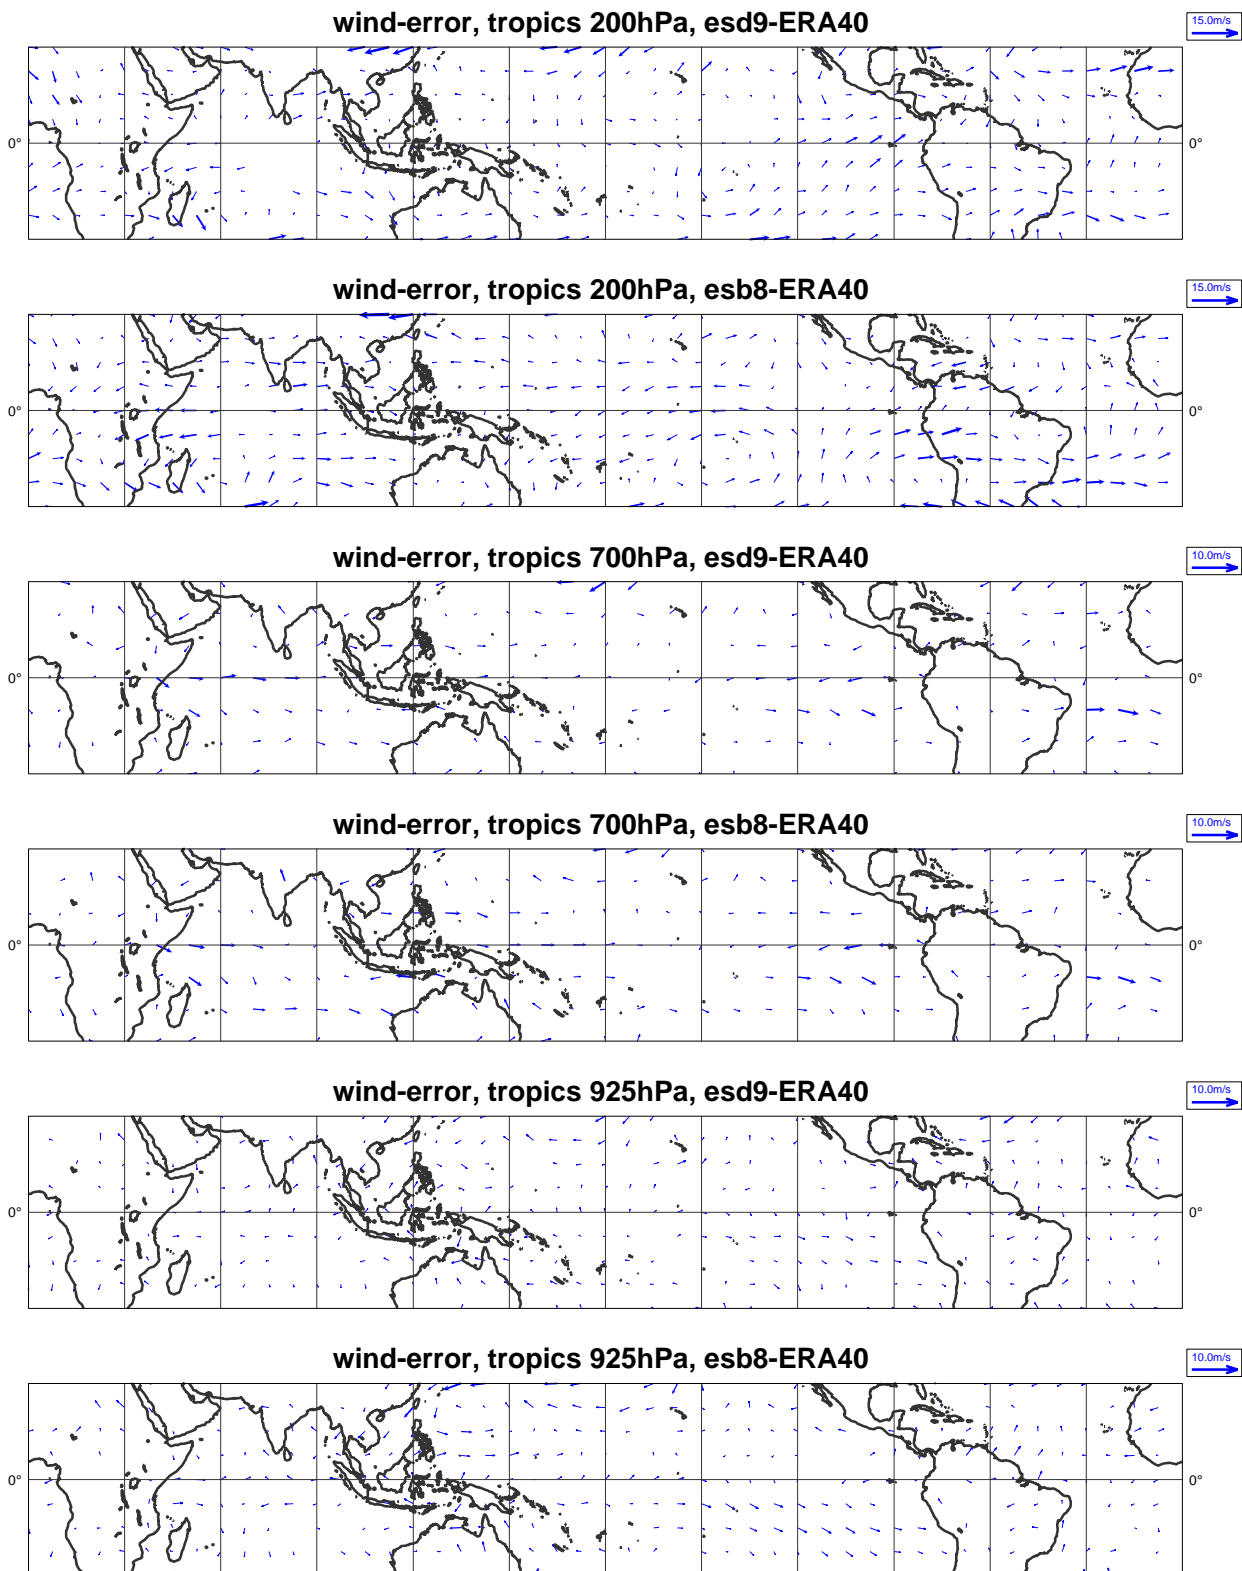 wind-error, tropics 200hPa, esd9-ERA40
15.0m/s
0° 0°
wind-error, tropics 200hPa, esb8-ERA40
15.0m/s
0° 0°
wind-error, tropics 700hPa, esd9-ERA40
10.0m/s
0° 0°
wind-error, tropics 700hPa, esb8-ERA40
10.0m/s
0° 0°
wind-error, tropics 925hPa, esd9-ERA40
10.0m/s
0° 0°
wind-error, tropics 925hPa, esb8-ERA40
10.0m/s
0° 0°